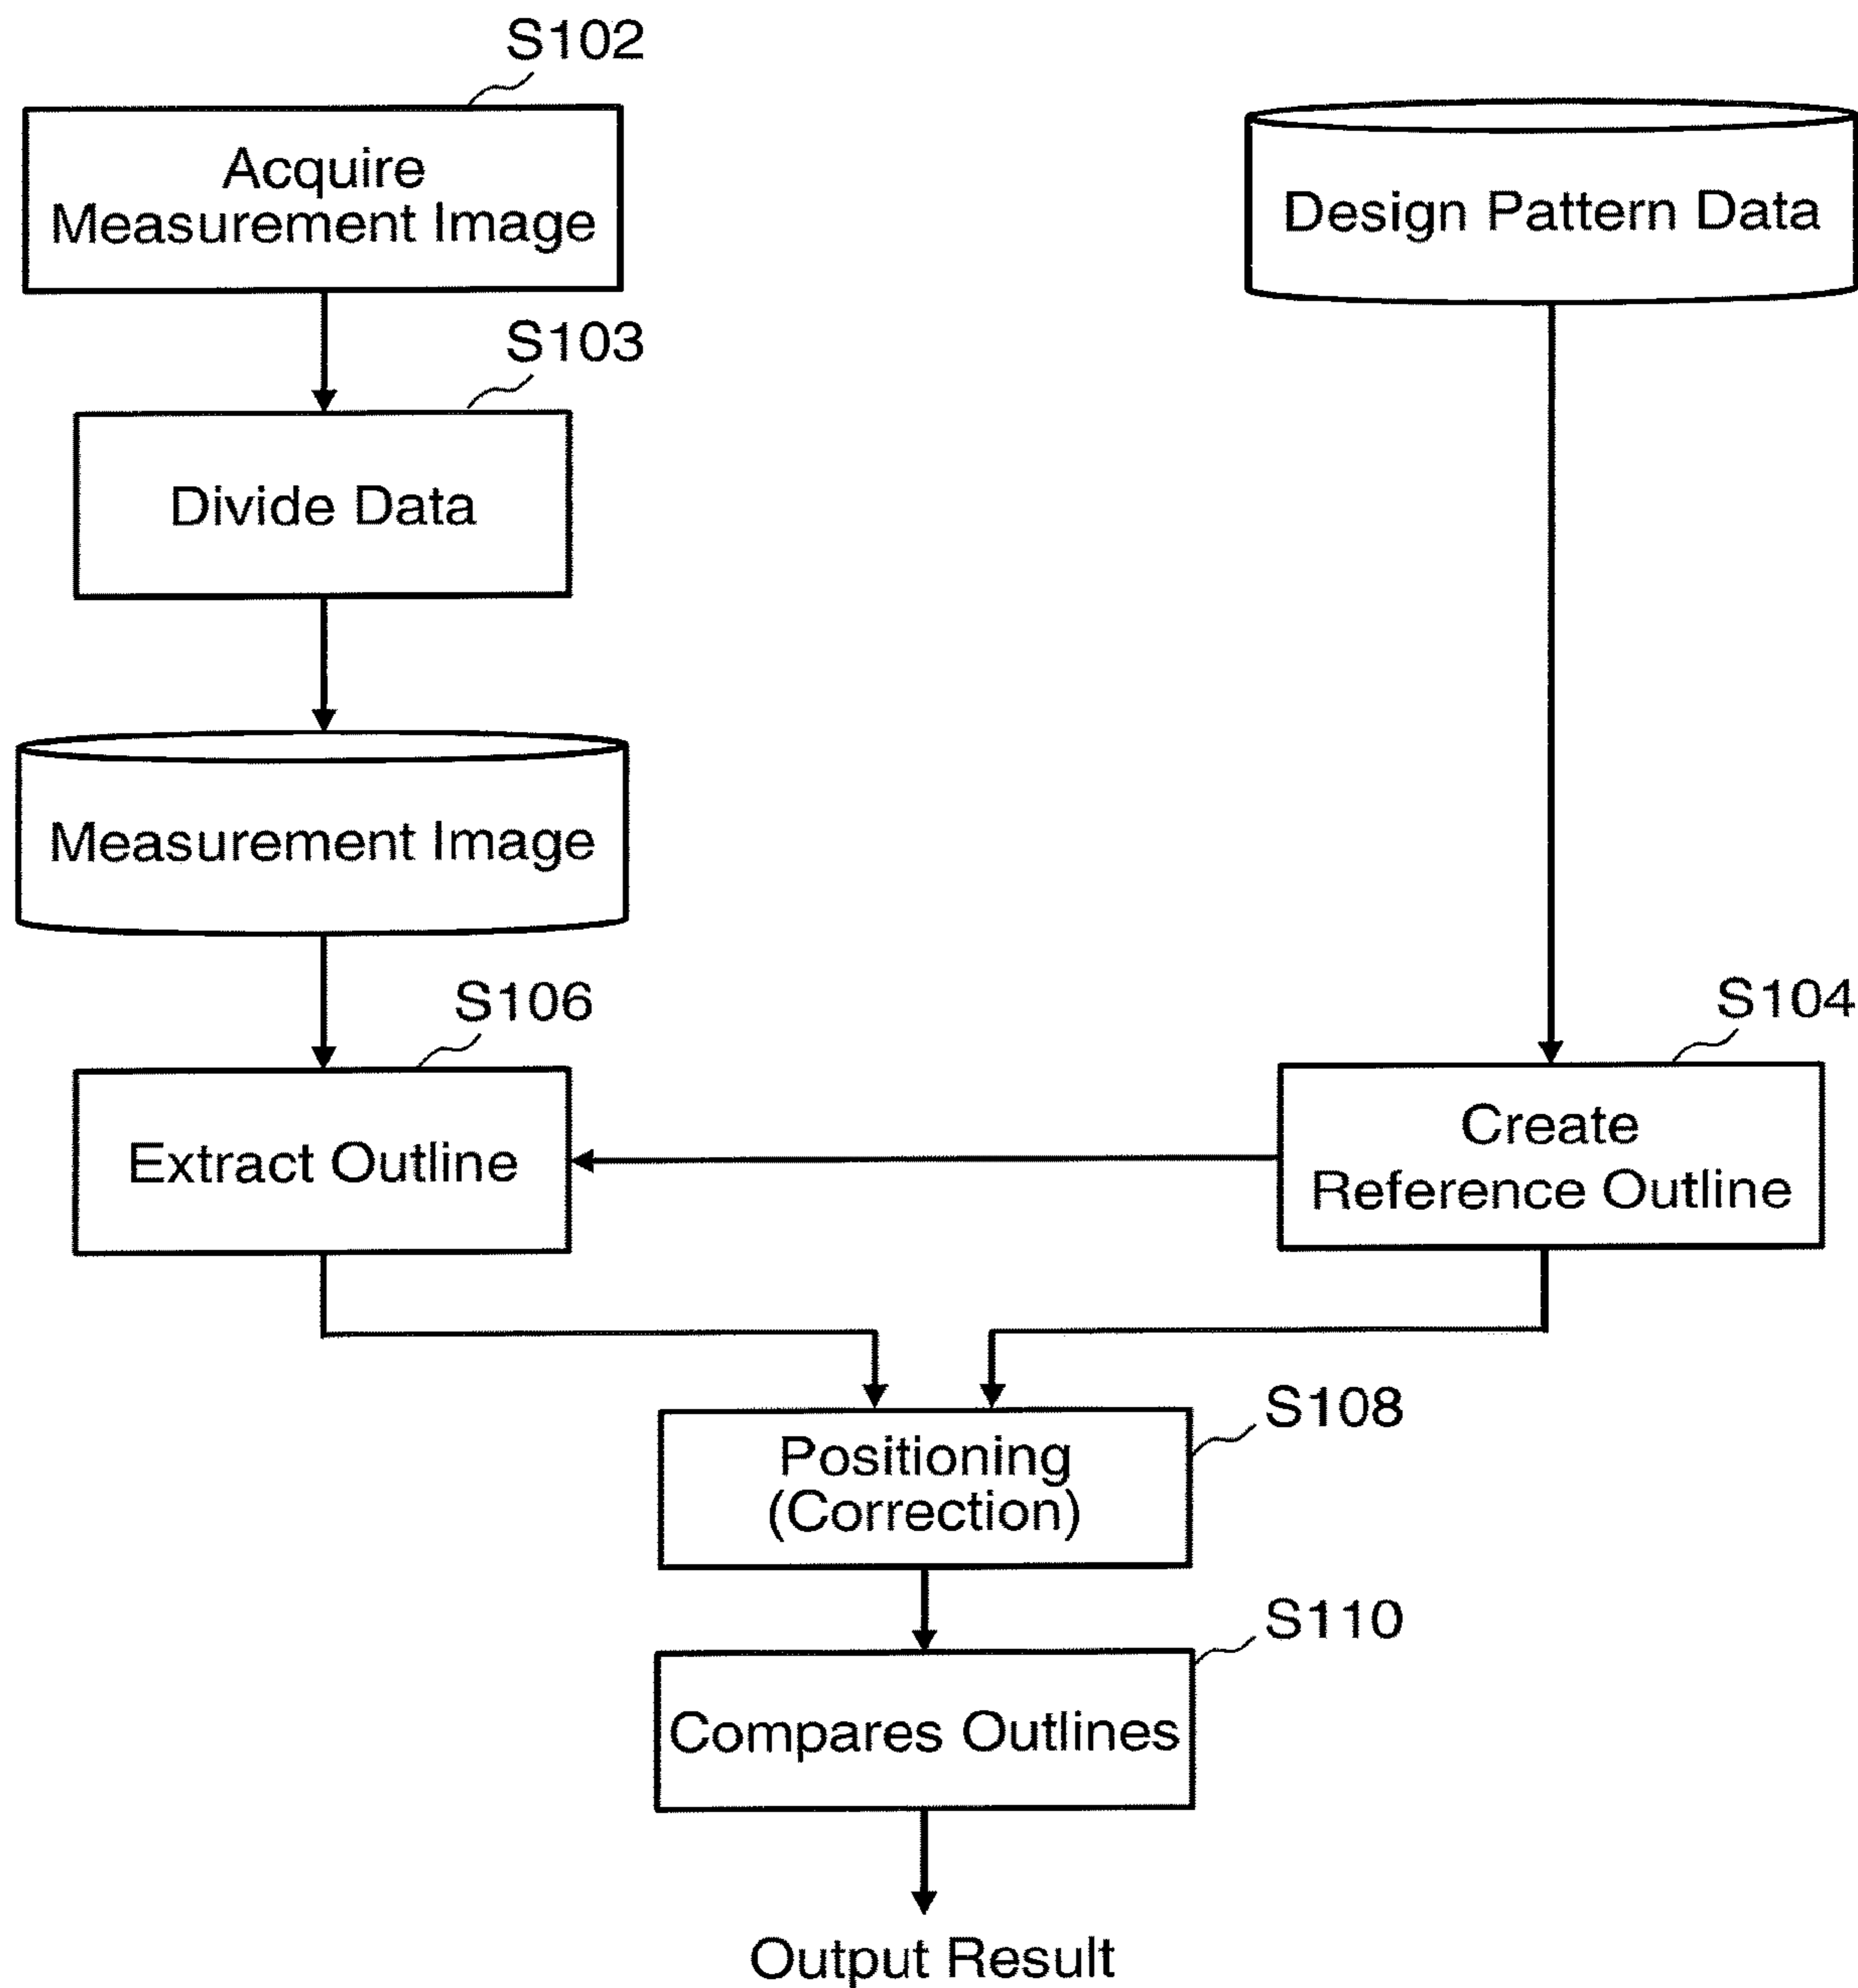 S102
Acquire
Measurement Image
Design Pattern Data
S103
Divide Data
Measurement Image
S106
Extract Outline
S104
Create
Reference Outline
S108
Positioning
(Correction)
S110
Compares Outlines
Output Result